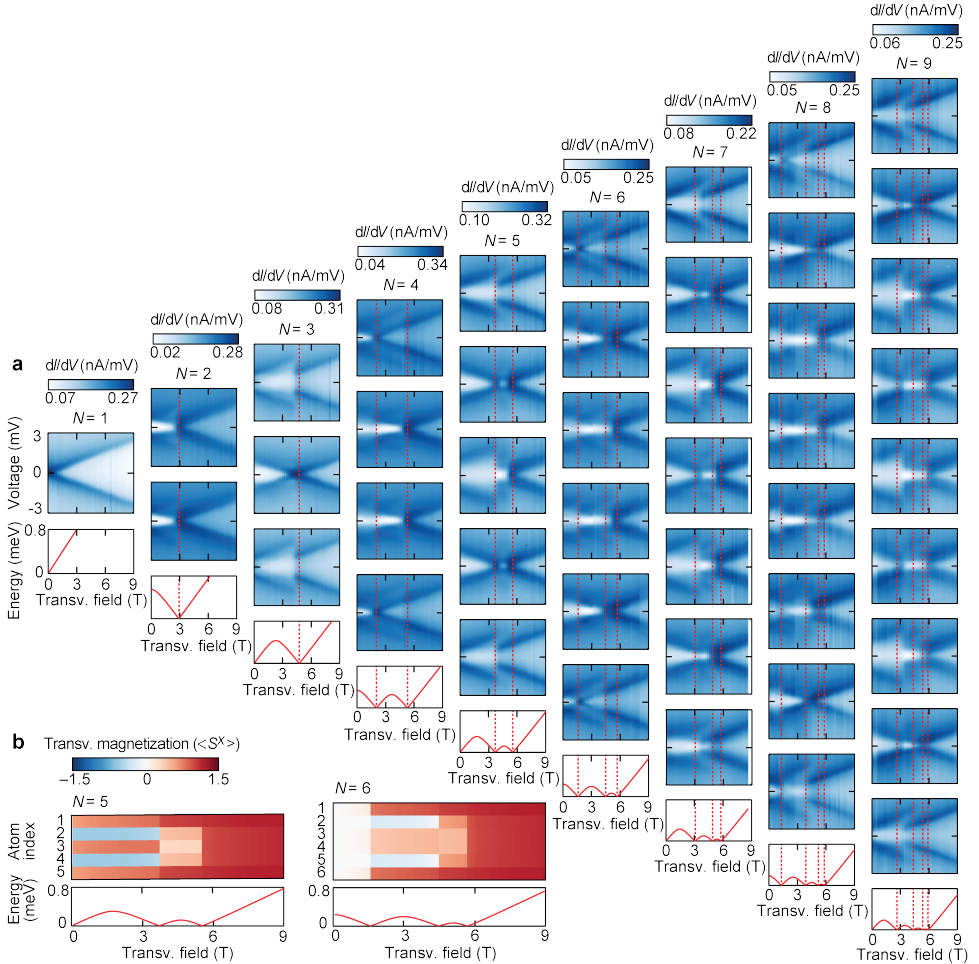 a
dI/dV (nA/mV)
0.07 0.27
N = 1
Voltage (mV)
3
0
-3
Energy (meV)
0.8
0
0 3 6 9
Transv. field (T)
dI/dV (nA/mV)
0.02 0.28
N = 2
0 3 6 9
Transv. field (T)
dI/dV (nA/mV)
0.08 0.31
N = 3
0 3 6 9
Transv. field (T)
dI/dV (nA/mV)
0.04 0.34
N = 4
0 3 6 9
Transv. field (T)
dI/dV (nA/mV)
0.10 0.32
N = 5
0 3 6 9
Transv. field (T)
dI/dV (nA/mV)
0.05 0.25
N = 6
0 3 6 9
Transv. field (T)
dI/dV (nA/mV)
0.08 0.22
N = 7
0 3 6 9
Transv. field (T)
dI/dV (nA/mV)
0.05 0.25
N = 8
0 3 6 9
Transv. field (T)
dI/dV (nA/mV)
0.06 0.25
N = 9
0 3 6 9
Transv. field (T)
b
Transv. magnetization (<S^X>)
−1.5 0 1.5
N = 5
Atom index
1
2
3
4
5
Energy (meV)
0.8
0
0 3 6 9
Transv. field (T)
N = 6
1
2
3
4
5
6
0.8
0
0 3 6 9
Transv. field (T)